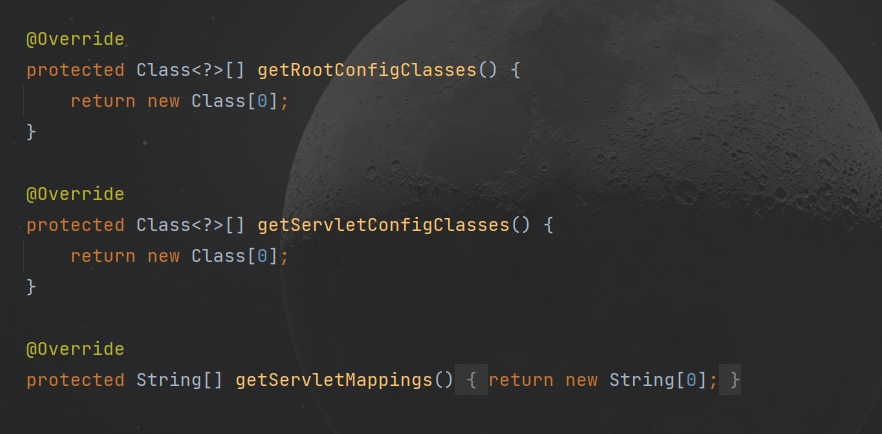 @Override
protected Class<?>[] getRootConfigClasses() {
    return new Class[0];
}
@Override
protected Class<?>[] getServletConfigClasses() {
    return new Class[0];
}
@Override
protected String[] getServletMappings() { return new String[0]; }